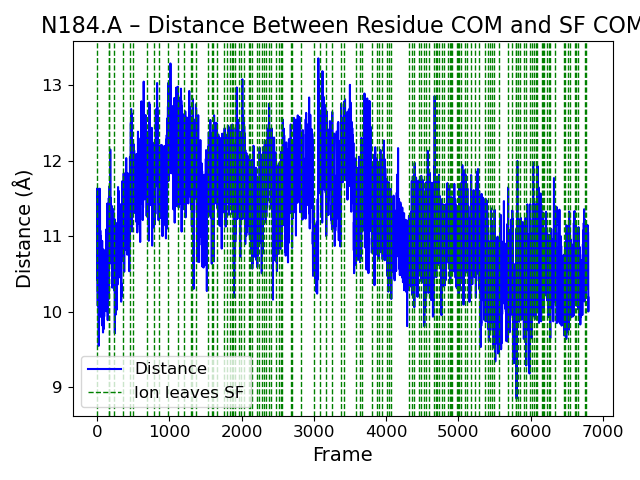 N184.A – Distance Between Residue COM and SF COM
13
12
11
10
9
Distance (Å)
Distance
Ion leaves SF
0 1000 2000 3000 4000 5000 6000 7000
Frame